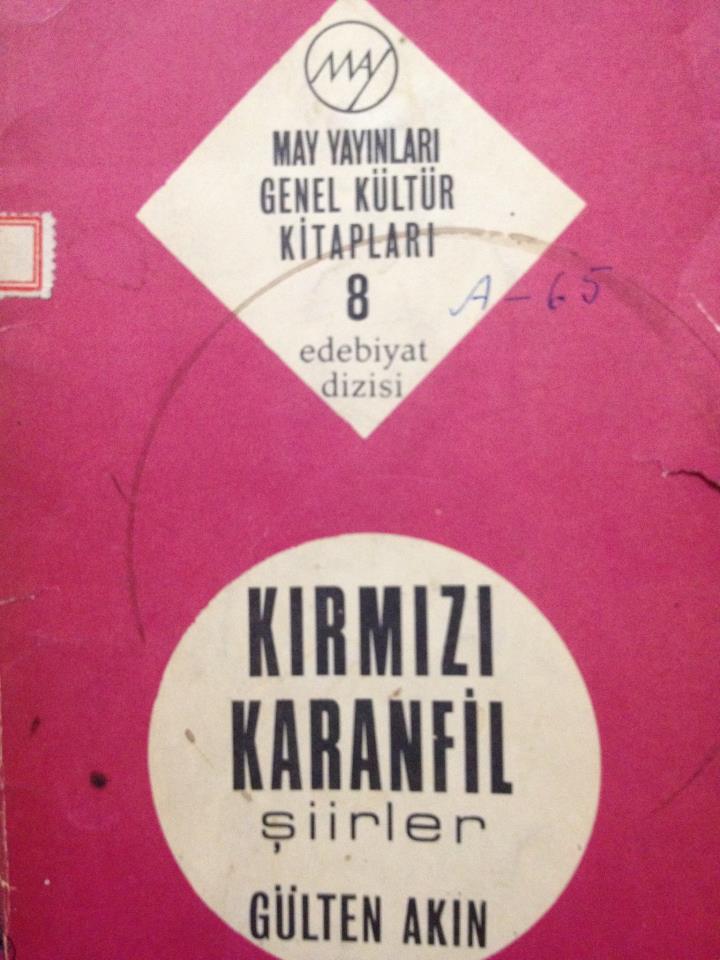 MAY
MAY YAYINLARI
GENEL KÜLTÜR
KİTAPLARI
8
A-65
edebiyat
dizisi
KIRMIZI
KARANFİL
şiirler
GÜLTEN AKIN